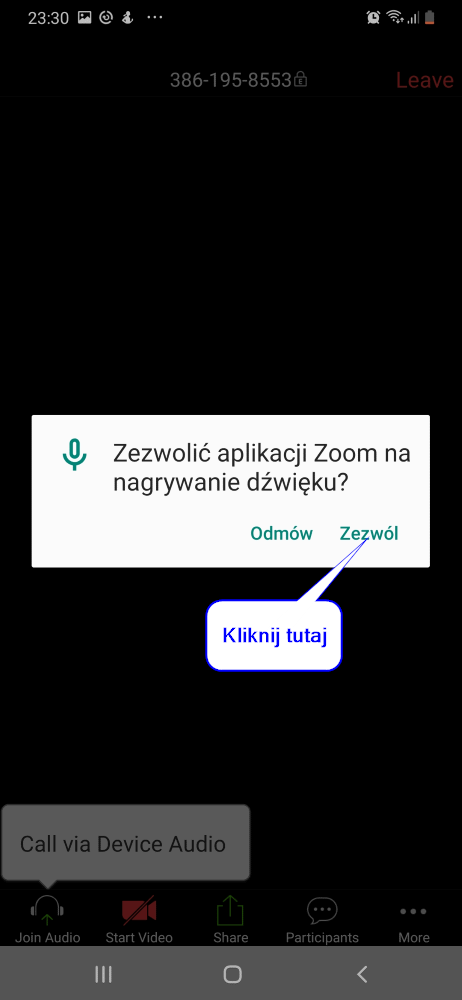 23:30
386-195-8553
Leave
Zezwolić aplikacji Zoom na
nagrywanie dźwięku?
Odmów Zezwól
Kliknij tutaj
Call via Device Audio
Join Audio Start Video Share Participants More